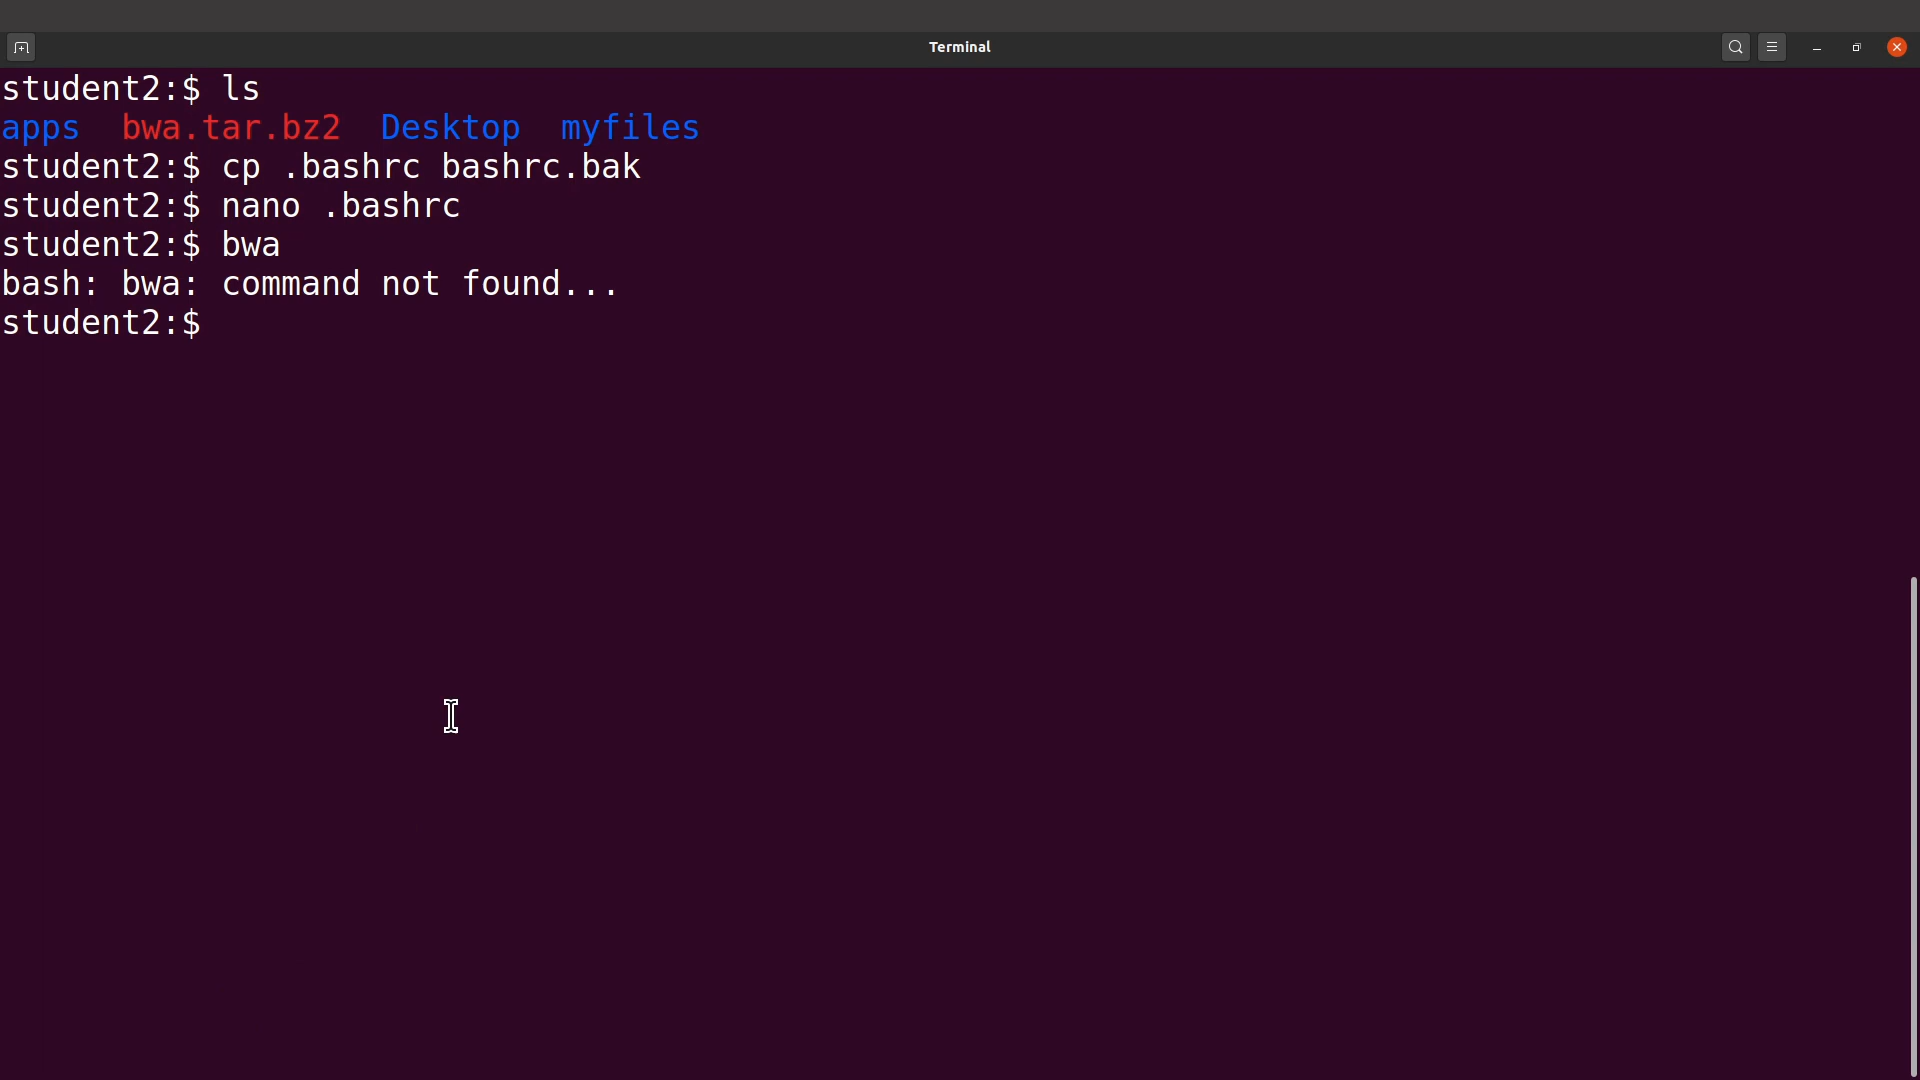 Terminal
student2:$ ls
apps  bwa.tar.bz2  Desktop  myfiles
student2:$ cp .bashrc bashrc.bak
student2:$ nano .bashrc
student2:$ bwa
bash: bwa: command not found...
student2:$